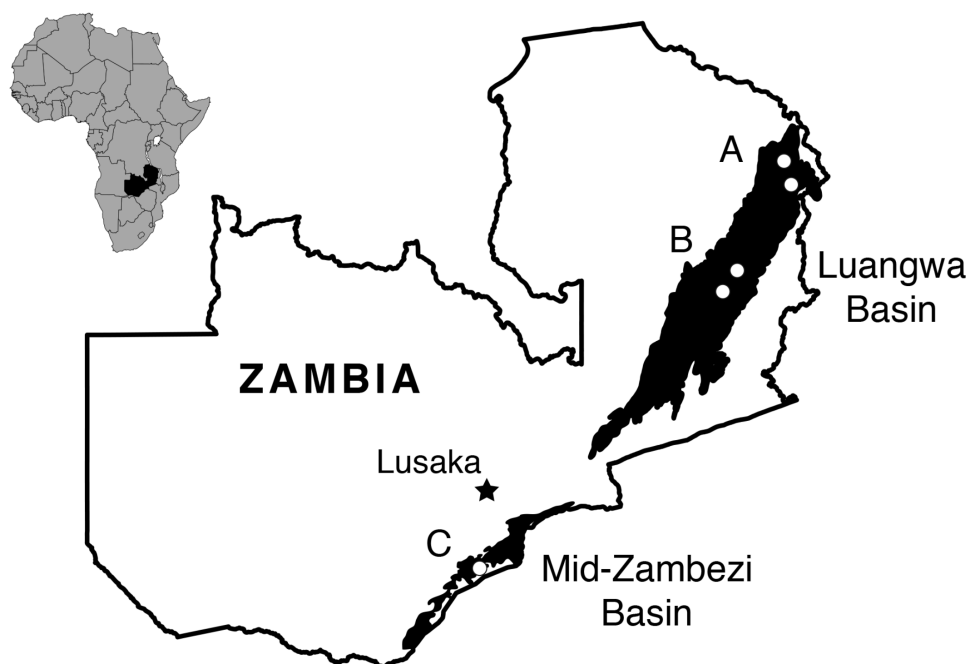 A
B
Luangwa
Basin
ZAMBIA
Lusaka
C
Mid-Zambezi
Basin